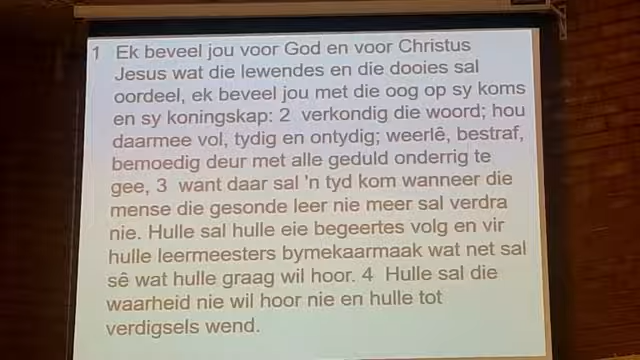 1 Ek beveel jou voor God en voor Christus
Jesus wat die lewendes en die dooies sal
oordeel, ek beveel jou met die oog op sy koms
en sy koningskap: 2 verkondig die woord; hou
daarmee vol, tydig en ontydig; weerlê, bestraf,
bemoedig deur met alle geduld onderrig te
gee, 3 want daar sal 'n tyd kom wanneer die
mense die gesonde leer nie meer sal verdra
nie. Hulle sal hulle eie begeertes volg en vir
hulle leermeesters bymekaarmaak wat net sal
sê wat hulle graag wil hoor. 4 Hulle sal die
waarheid nie wil hoor nie en hulle tot
verdigsels wend.